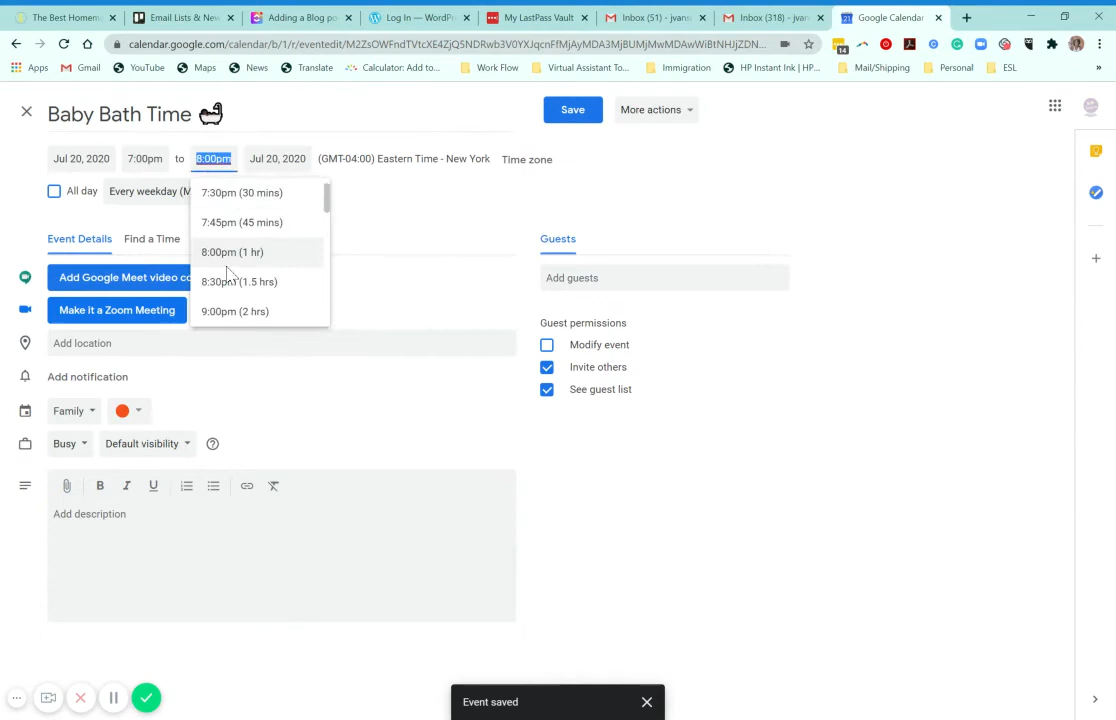 The Best Homema
Email Lists & New
Adding a Blog po
Log In — WordPr
My LastPass Vault
Inbox (51) - jvansi
Inbox (318) - jvan
Google Calendar
calendar.google.com/calendar/b/1/r/eventedit/
14
Apps
Gmail
YouTube
Maps
News
Translate
Calculator: Add to...
Work Flow
Virtual Assistant To...
Immigration
HP Instant Ink | HP...
Mail/Shipping
Personal
ESL
»
Baby Bath Time
Save
More actions
Jul 20, 2020
7:00pm
to
8:00pm
Jul 20, 2020
(GMT-04:00) Eastern Time - New York
Time zone
All day
Every weekday (M
7:30pm (30 mins)
7:45pm (45 mins)
8:00pm (1 hr)
8:30pm (1.5 hrs)
9:00pm (2 hrs)
Event Details
Find a Time
Guests
Add Google Meet video co
Add guests
Make it a Zoom Meeting
Guest permissions
Add location
Modify event
Invite others
Add notification
See guest list
Family
Busy
Default visibility
B
I
U
Add description
Event saved